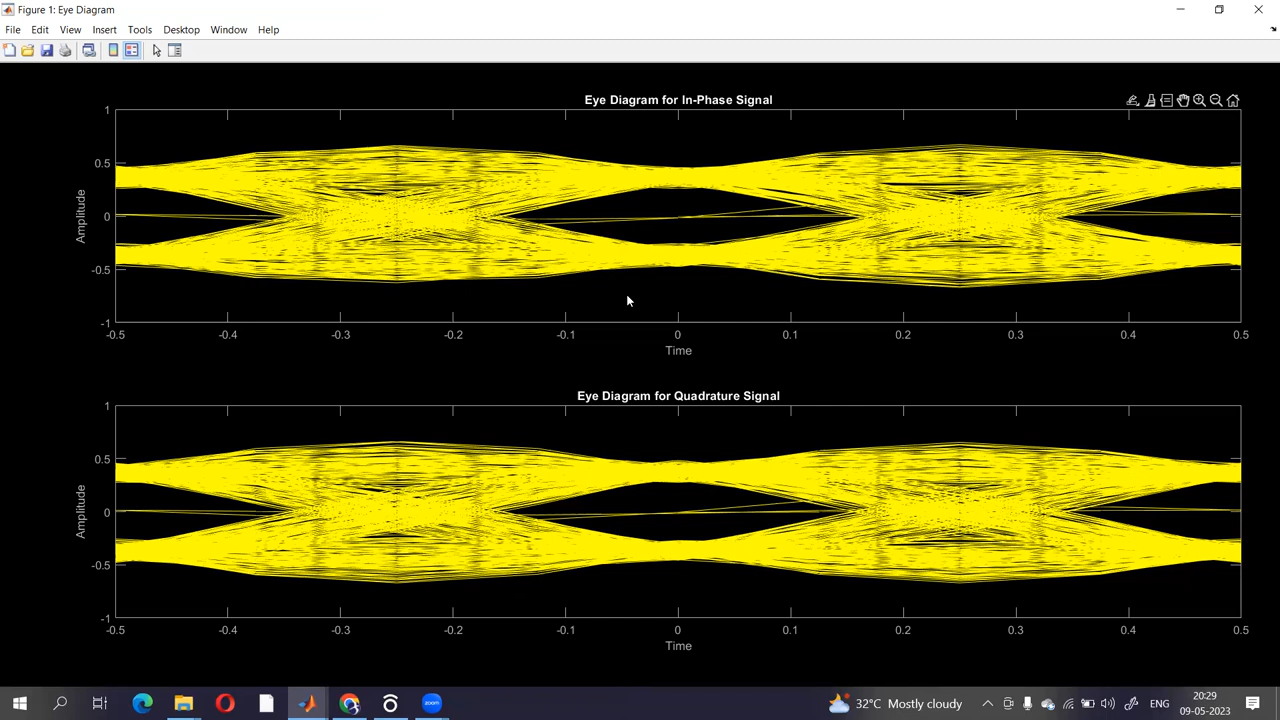 Figure 1: Eye Diagram
File Edit View Insert Tools Desktop Window Help
Eye Diagram for In-Phase Signal
1
0.5
0
-0.5
-1
Amplitude
-0.5 -0.4 -0.3 -0.2 -0.1 0 0.1 0.2 0.3 0.4 0.5
Time
Eye Diagram for Quadrature Signal
1
0.5
0
-0.5
-1
Amplitude
-0.5 -0.4 -0.3 -0.2 -0.1 0 0.1 0.2 0.3 0.4 0.5
Time
zoom
32°C Mostly cloudy
ENG
20:29
09-05-2023